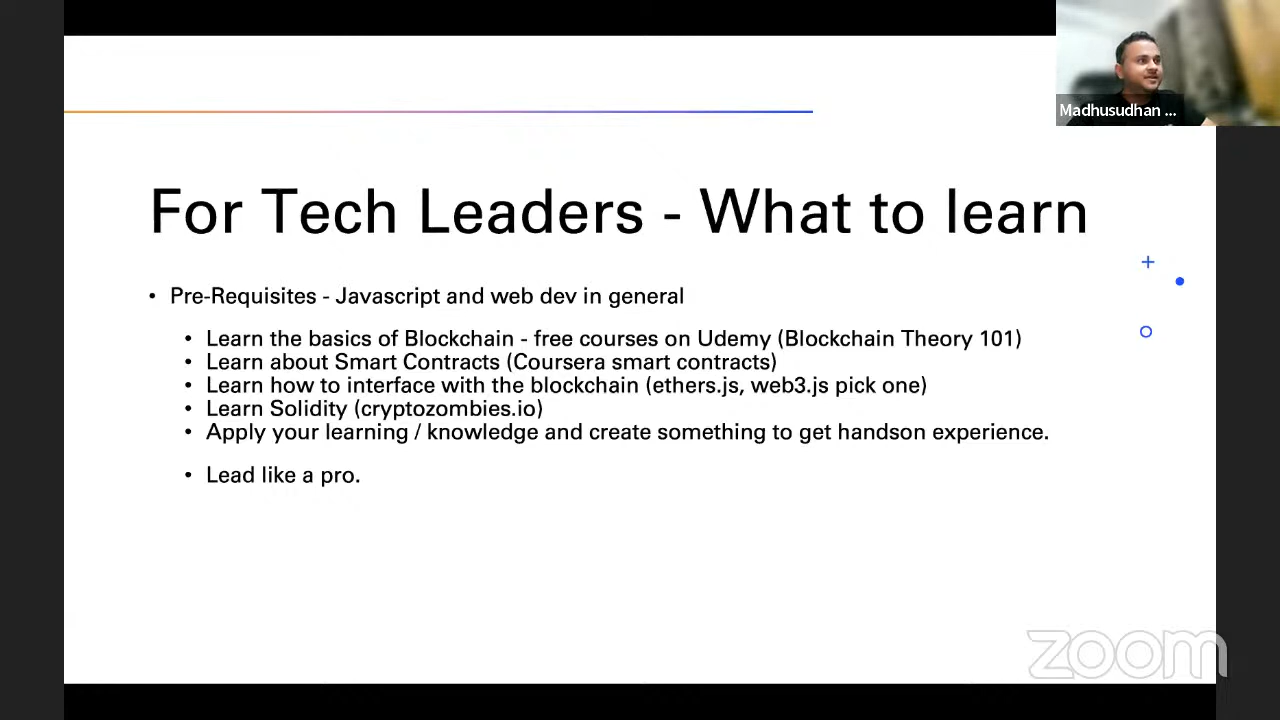 Madhusudhan ...
For Tech Leaders - What to learn
• Pre-Requisites - Javascript and web dev in general
• Learn the basics of Blockchain - free courses on Udemy (Blockchain Theory 101)
• Learn about Smart Contracts (Coursera smart contracts)
• Learn how to interface with the blockchain (ethers.js, web3.js pick one)
• Learn Solidity (cryptozombies.io)
• Apply your learning / knowledge and create something to get handson experience.
• Lead like a pro.
zoom